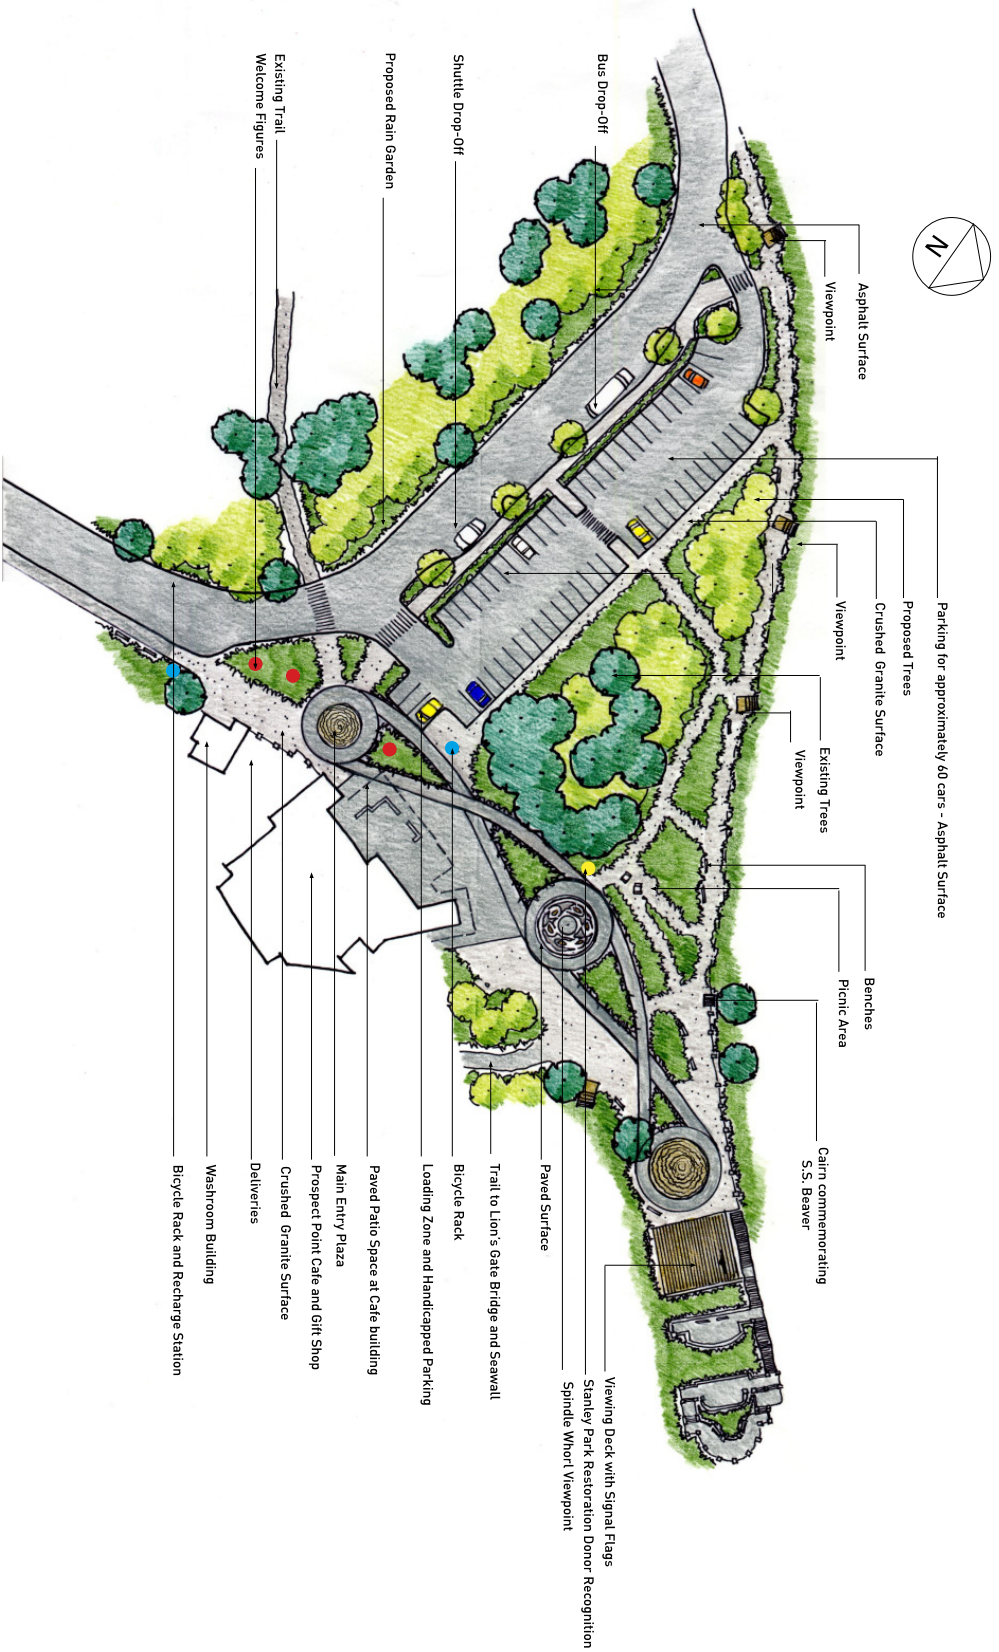 N
Asphalt Surface
Viewpoint
Parking for approximately 60 cars - Asphalt Surface
Proposed Trees
Crushed Granite Surface
Viewpoint
Existing Trees
Viewpoint
Benches
Picnic Area
Cairn commemorating
S.S. Beaver
Bus Drop-Off
Shuttle Drop-Off
Proposed Rain Garden
Existing Trail
Welcome Figures
Viewing Deck with Signal Flags
Stanley Park Restoration Donor Recognition
Spindle Whorl Viewpoint
Paved Surface
Trail to Lion's Gate Bridge and Seawall
Bicycle Rack
Loading Zone and Handicapped Parking
Paved Patio Space at Cafe building
Main Entry Plaza
Prospect Point Cafe and Gift Shop
Crushed Granite Surface
Deliveries
Washroom Building
Bicycle Rack and Recharge Station